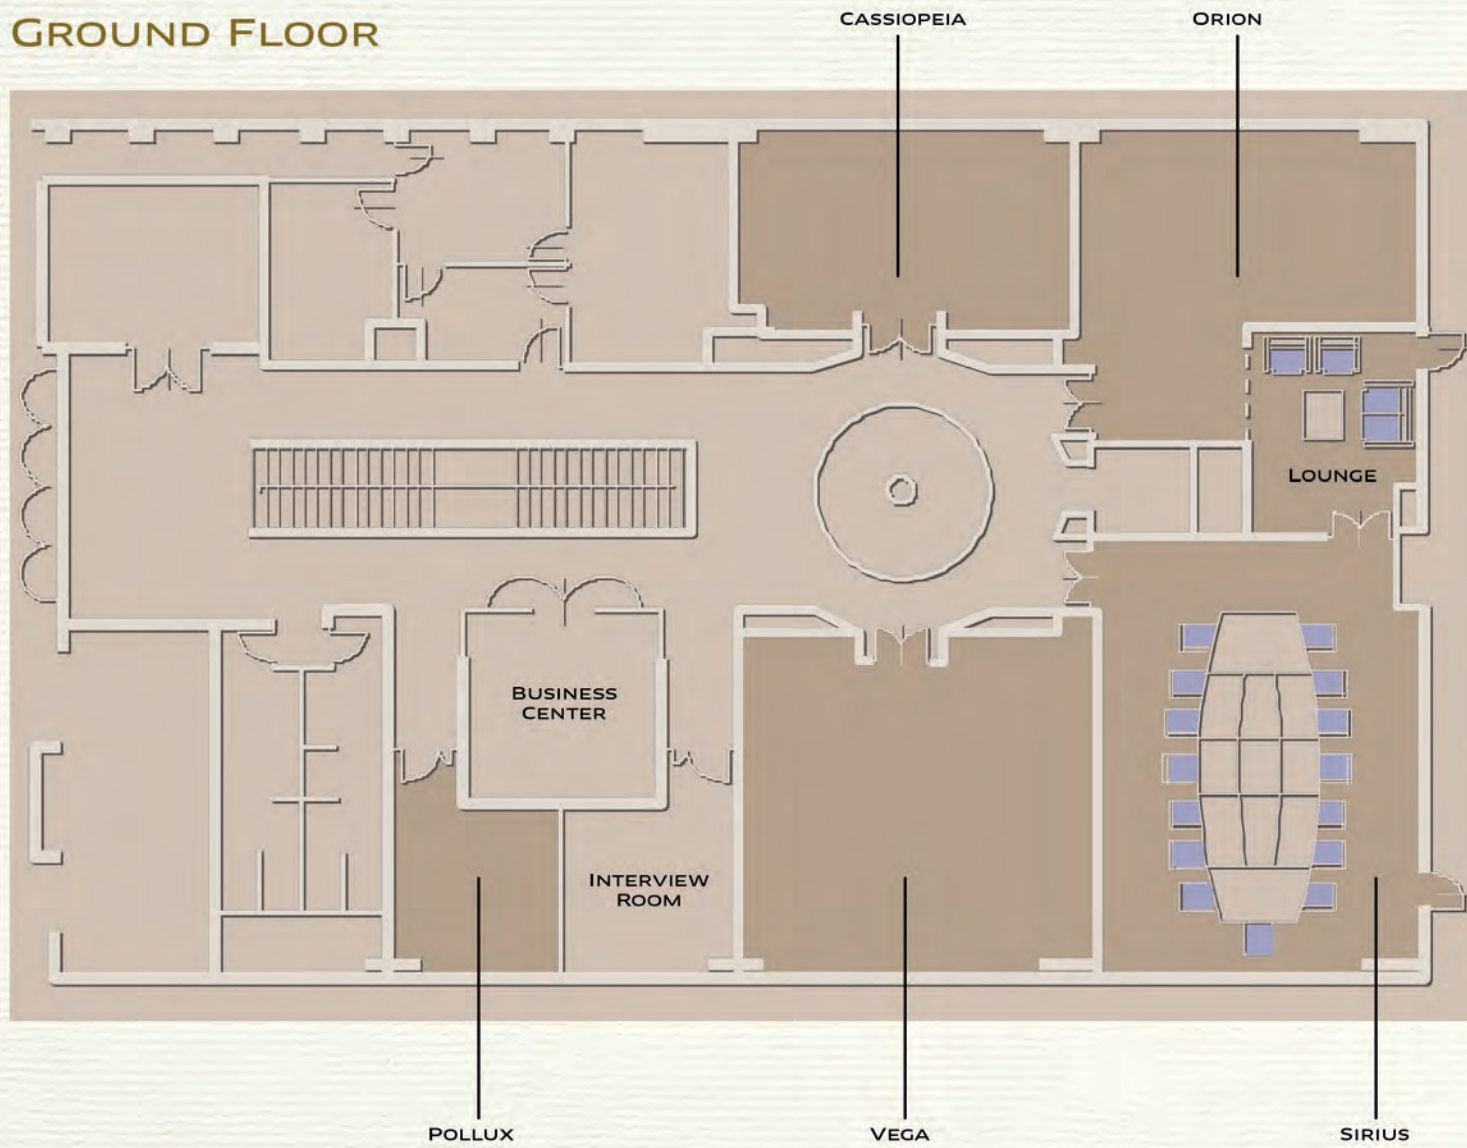 GROUND FLOOR
CASSIOPEIA
ORION
LOUNGE
BUSINESS
CENTER
INTERVIEW
ROOM
POLLUX
VEGA
SIRIUS